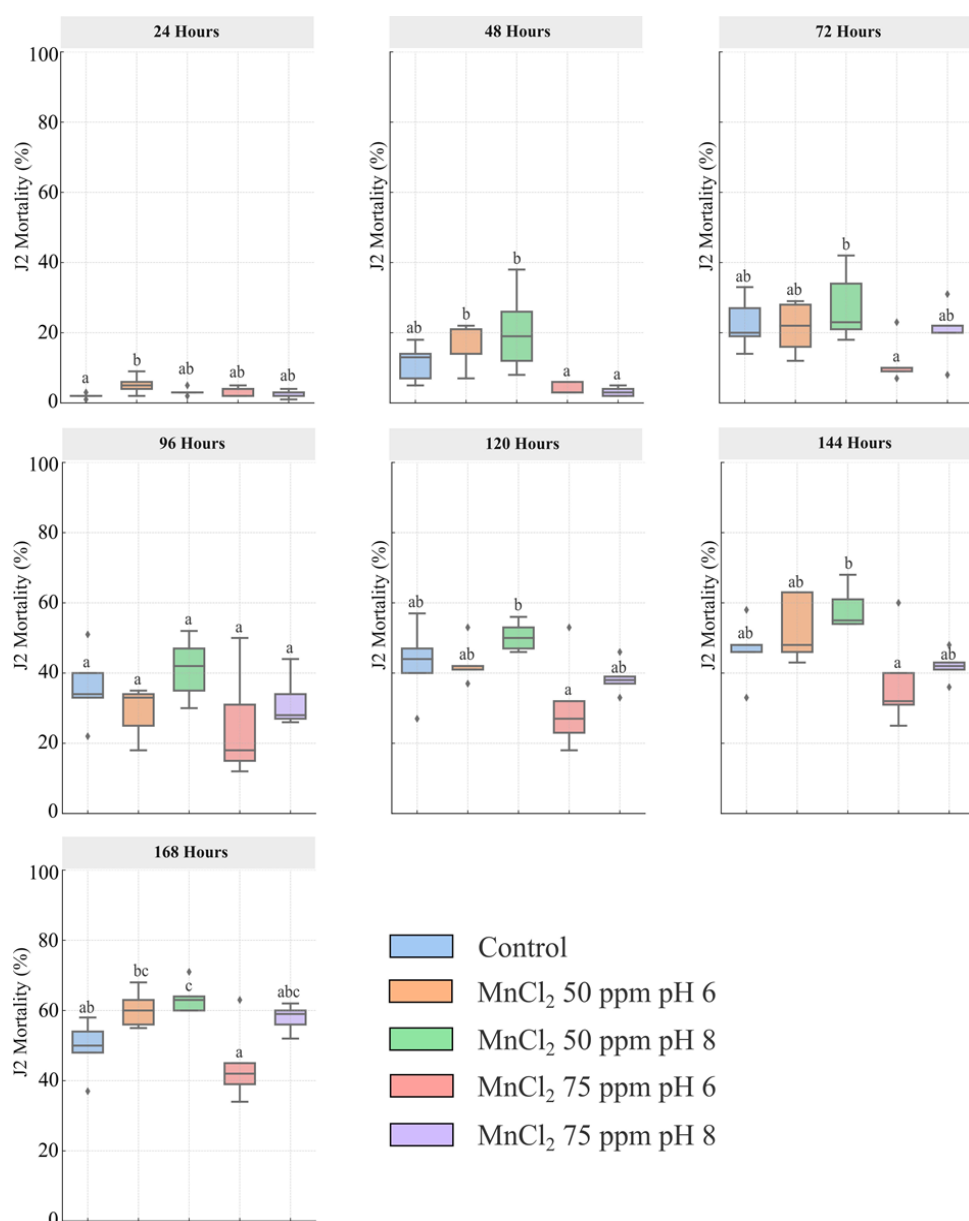 24 Hours
48 Hours
72 Hours
J2 Mortality (%)
100
80
60
40
20
0
a
b
ab
ab
ab
J2 Mortality (%)
ab
b
b
a
a
J2 Mortality (%)
ab
ab
b
a
ab
96 Hours
120 Hours
144 Hours
J2 Mortality (%)
100
80
60
40
20
0
a
a
a
a
a
J2 Mortality (%)
ab
ab
b
a
ab
J2 Mortality (%)
ab
ab
b
a
ab
168 Hours
J2 Mortality (%)
100
80
60
40
20
0
ab
bc
c
a
abc
Control
MnCl₂ 50 ppm pH 6
MnCl₂ 50 ppm pH 8
MnCl₂ 75 ppm pH 6
MnCl₂ 75 ppm pH 8